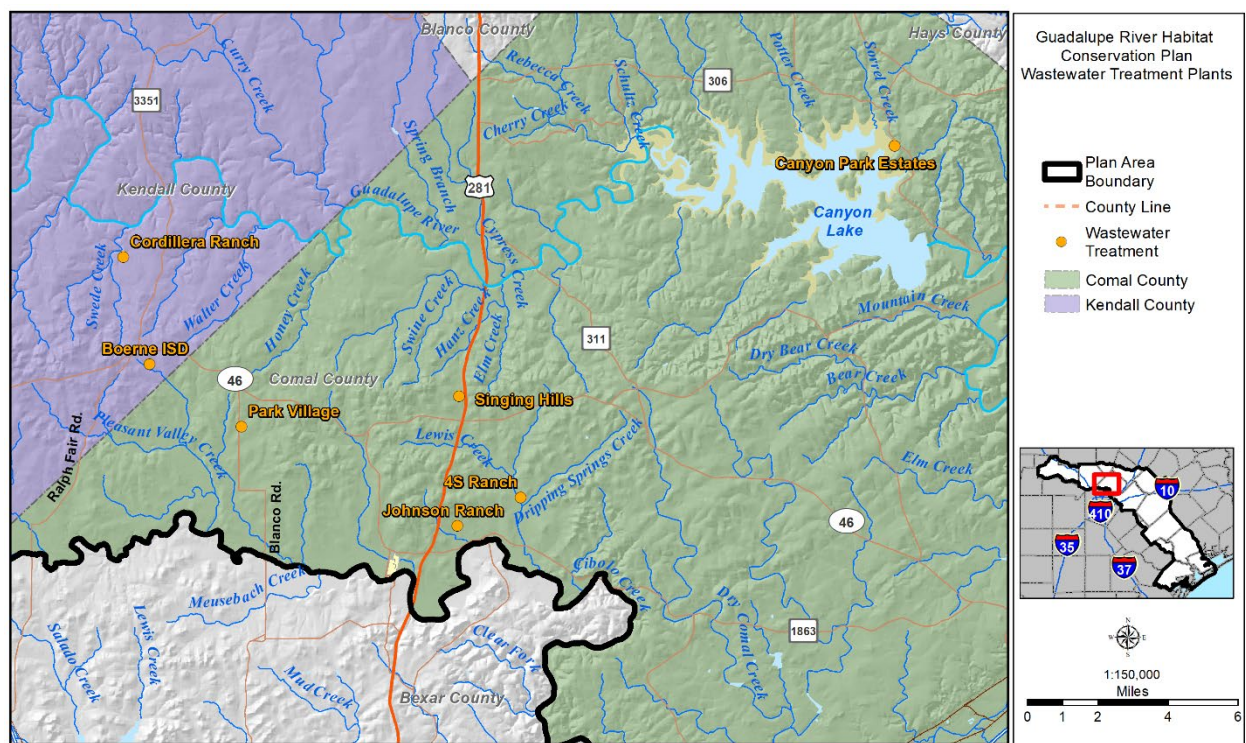 Blanco County
Hays County
Curry Creek
Rebecca Creek
Schultz Creek
306
Potter Creek
Sorrel Creek
3351
Cherry Creek
Spring Branch
Canyon Park Estates
Kendall County
281
Guadalupe River
Canyon
Lake
Cordillera Ranch
Cypress Creek
Swede Creek
Walter Creek
Honey Creek
Swine Creek
Hanz Creek
Elm Creek
Mountain Creek
311
Dry Bear Creek
Bear Creek
Boerne ISD
46
Comal County
Park Village
Singing Hills
Pleasant Valley Creek
Ralph Fair Rd.
Lewis Creek
Elm Creek
4S Ranch
Dripping Springs Creek
Johnson Ranch
Blanco Rd.
46
Cibolo Creek
Meusebach Creek
Dry Comal Creek
1863
Salado Creek
Lewis Creek
Clear Fork
Mud Creek
Bexar County
Guadalupe River Habitat
Conservation Plan
Wastewater Treatment Plants
Plan Area
Boundary
County Line
Wastewater
Treatment
Comal County
Kendall County
10
410
35
37
N
W E
S
1:150,000
Miles
0 1 2 4 6